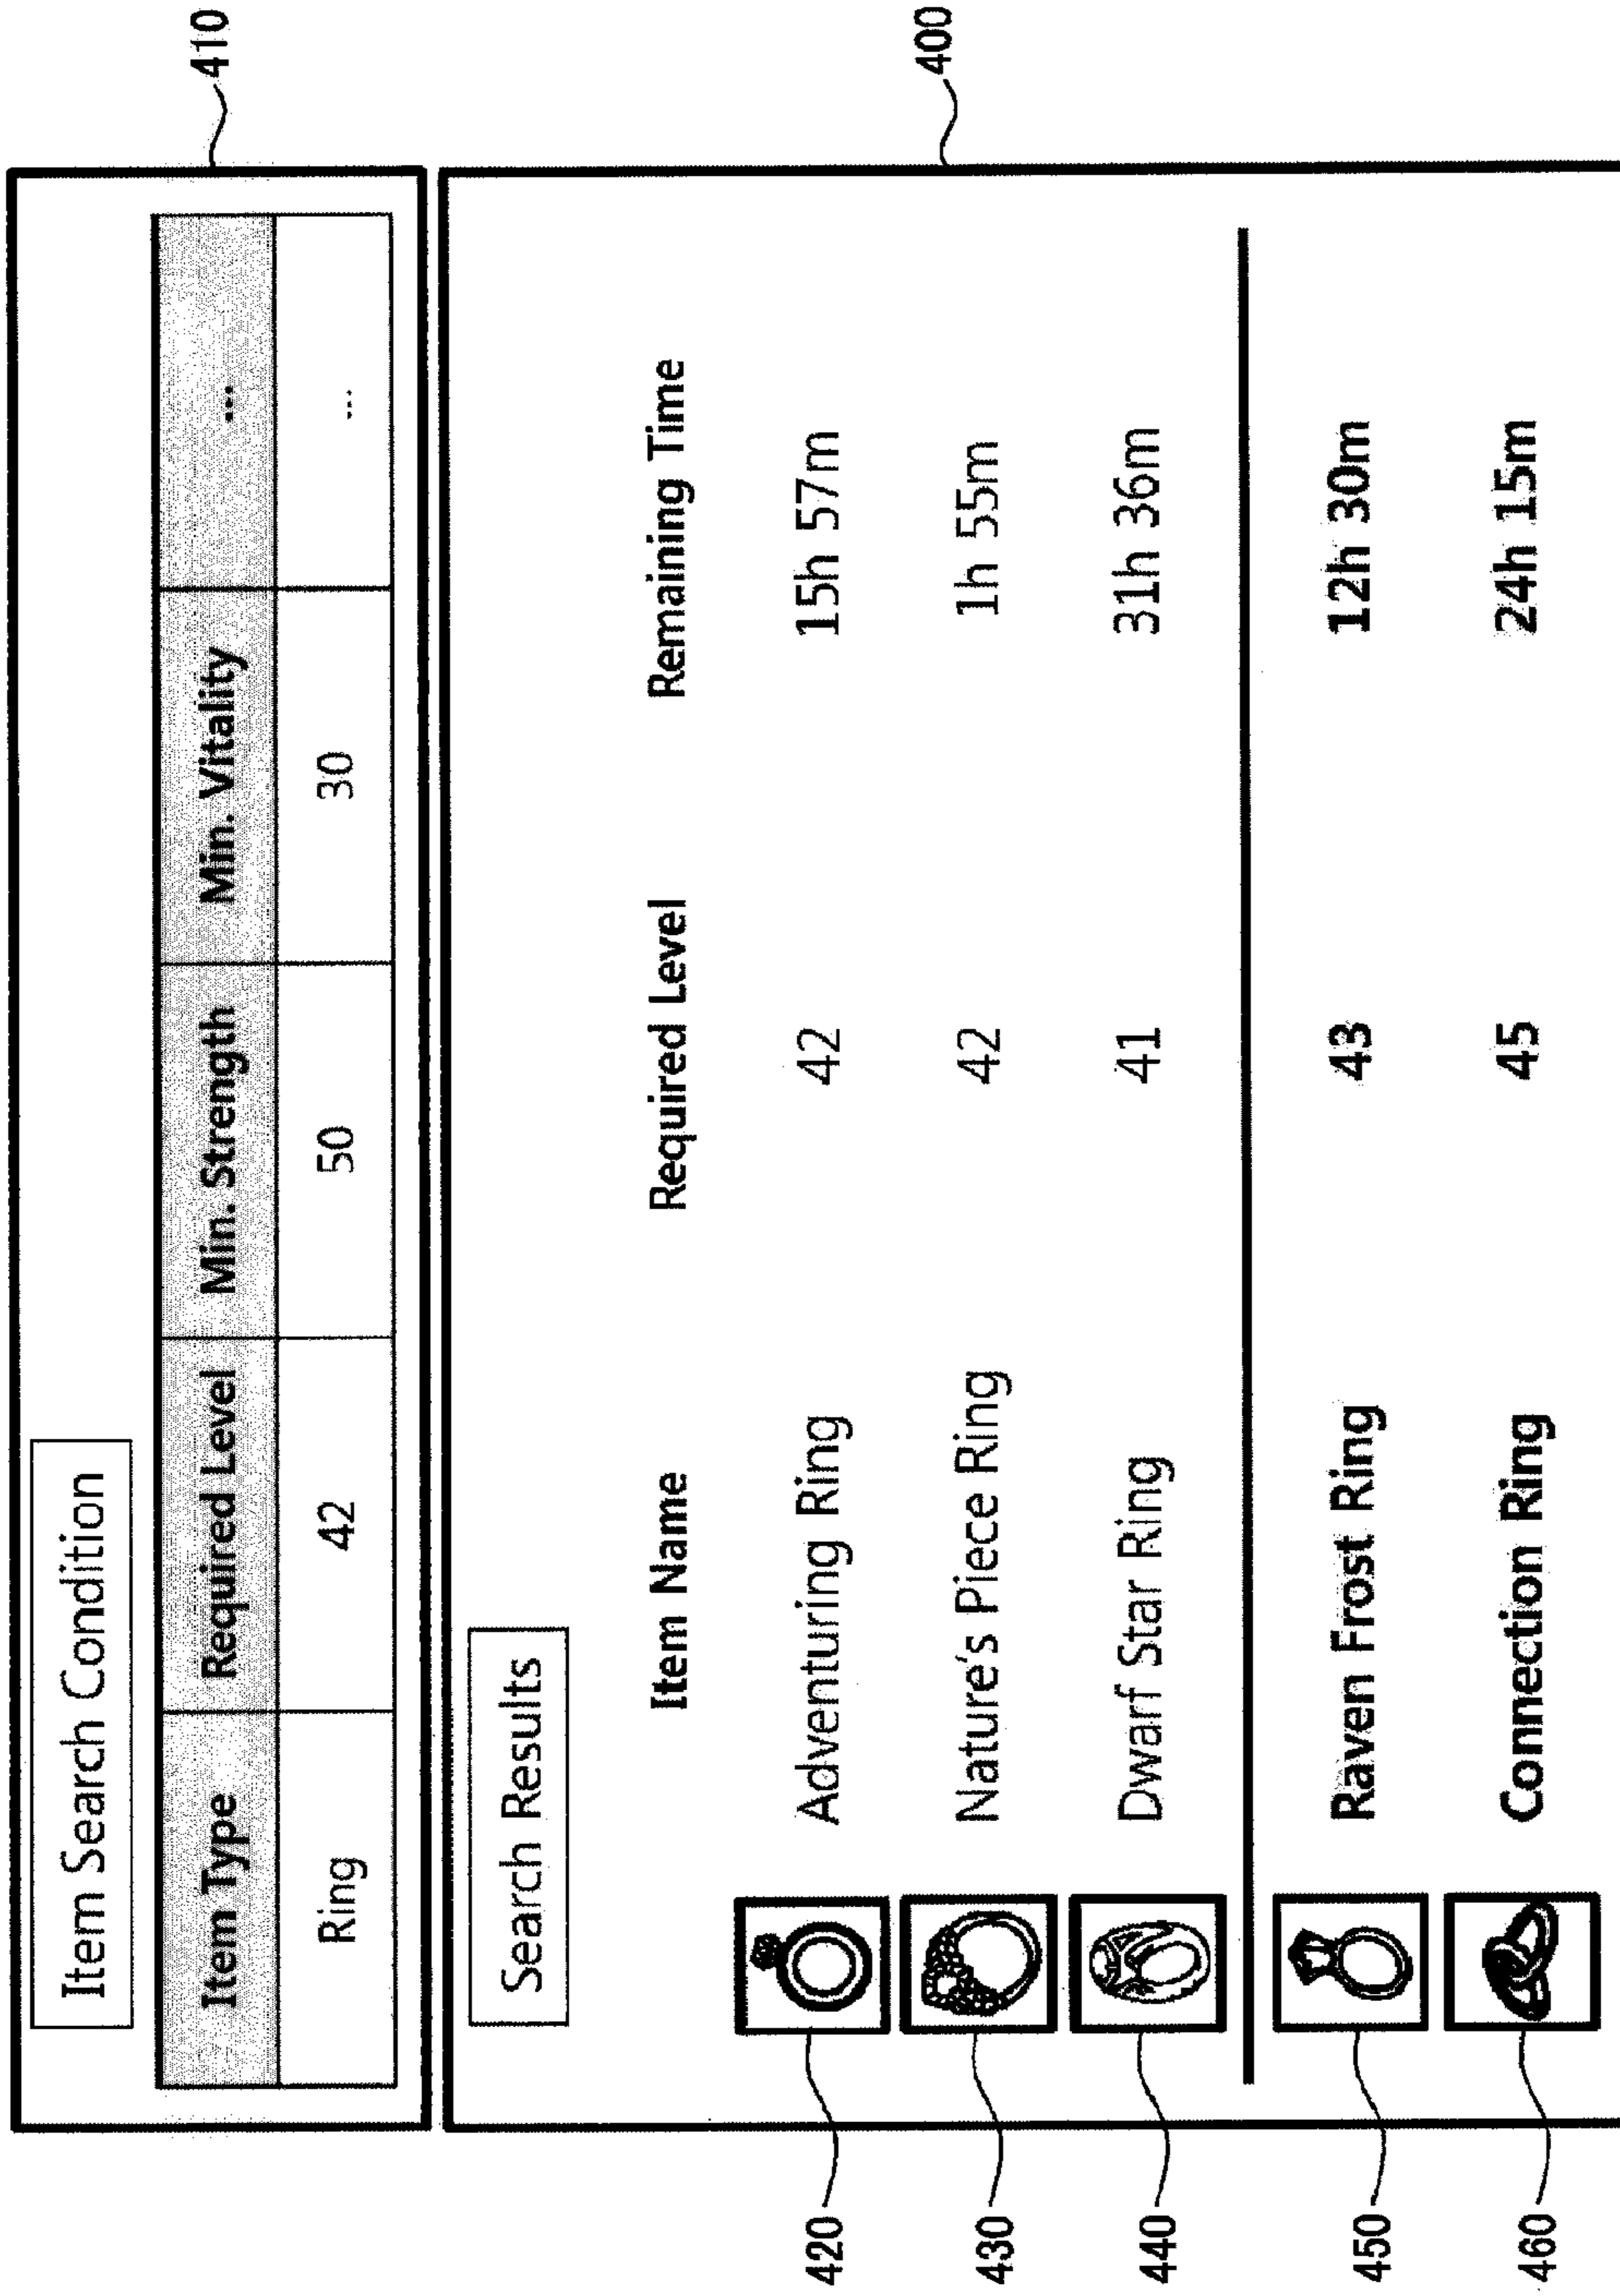 Item Search Condition
Item Type Required Level Min. Strength Min. Vitality ...
Ring 42 50 30 ...
410
Search Results
400
Item Name Required Level Remaining Time
420 Adventuring Ring 42 15h 57m
430 Nature's Piece Ring 42 1h 55m
440 Dwarf Star Ring 41 31h 36m
450 Raven Frost Ring 43 12h 30m
460 Connection Ring 45 24h 15m